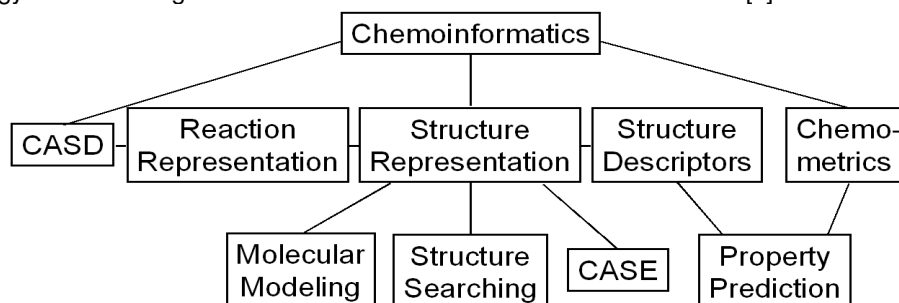 Chemoinformatics
CASD
Reaction
Representation
Structure
Representation
Structure
Descriptors
Chemo-
metrics
Molecular
Modeling
Structure
Searching
CASE
Property
Prediction